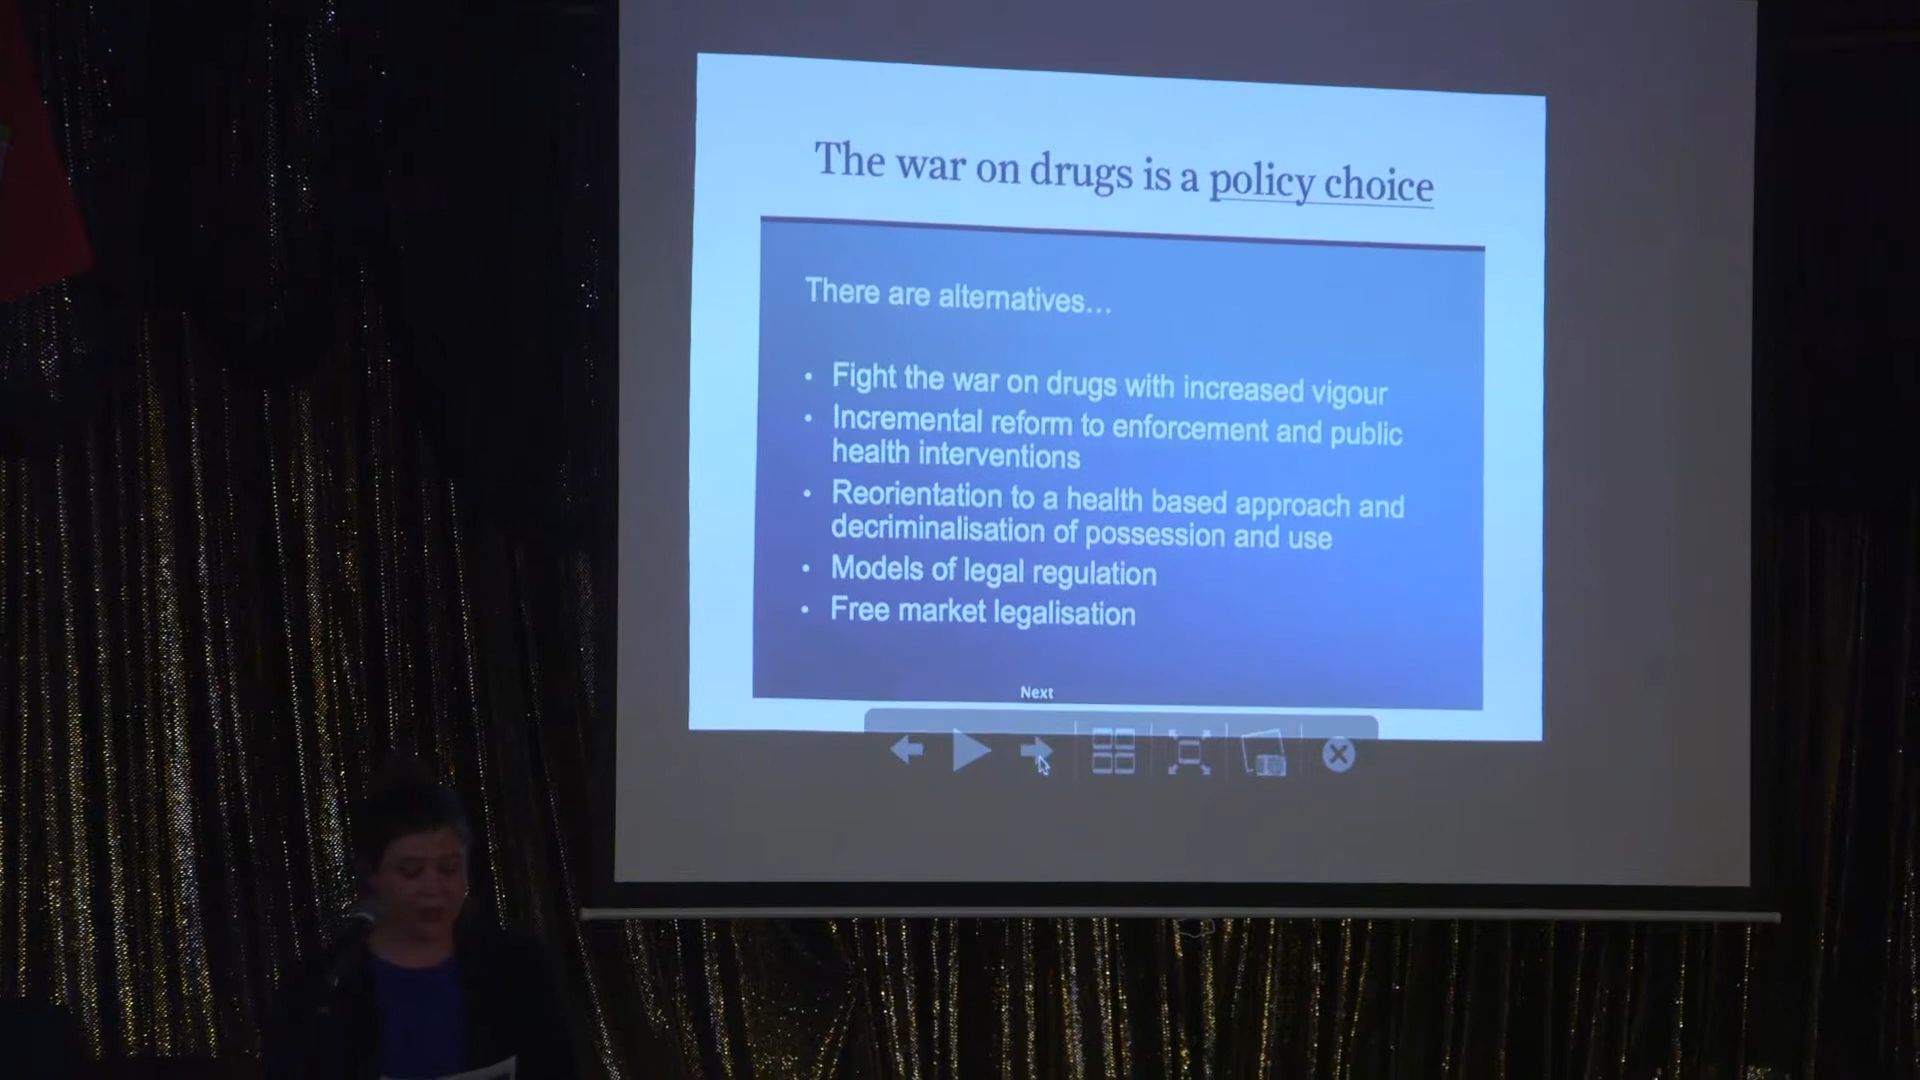 The war on drugs is a policy choice
There are alternatives...
• Fight the war on drugs with increased vigour
• Incremental reform to enforcement and public
health interventions
• Reorientation to a health based approach and
decriminalisation of possession and use
• Models of legal regulation
• Free market legalisation
Next